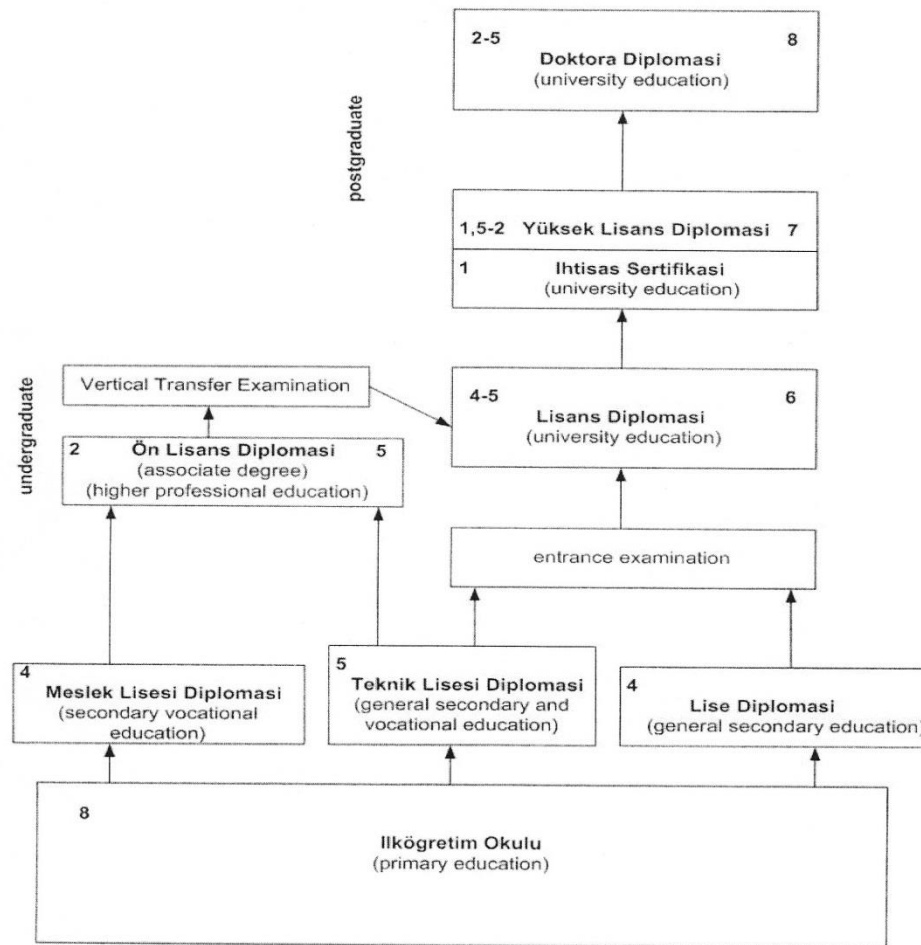 2-5 8
Doktora Diplomasi
(university education)
postgraduate
1,5-2 Yüksek Lisans Diplomasi 7
1 Ihtisas Sertifikasi
(university education)
undergraduate
Vertical Transfer Examination
4-5 6
Lisans Diplomasi
(university education)
2 Ön Lisans Diplomasi 5
(associate degree)
(higher professional education)
entrance examination
4
Meslek Lisesi Diplomasi
(secondary vocational
education)
5
Teknik Lisesi Diplomasi
(general secondary and
vocational education)
4
Lise Diplomasi
(general secondary education)
8
Ilkögretim Okulu
(primary education)